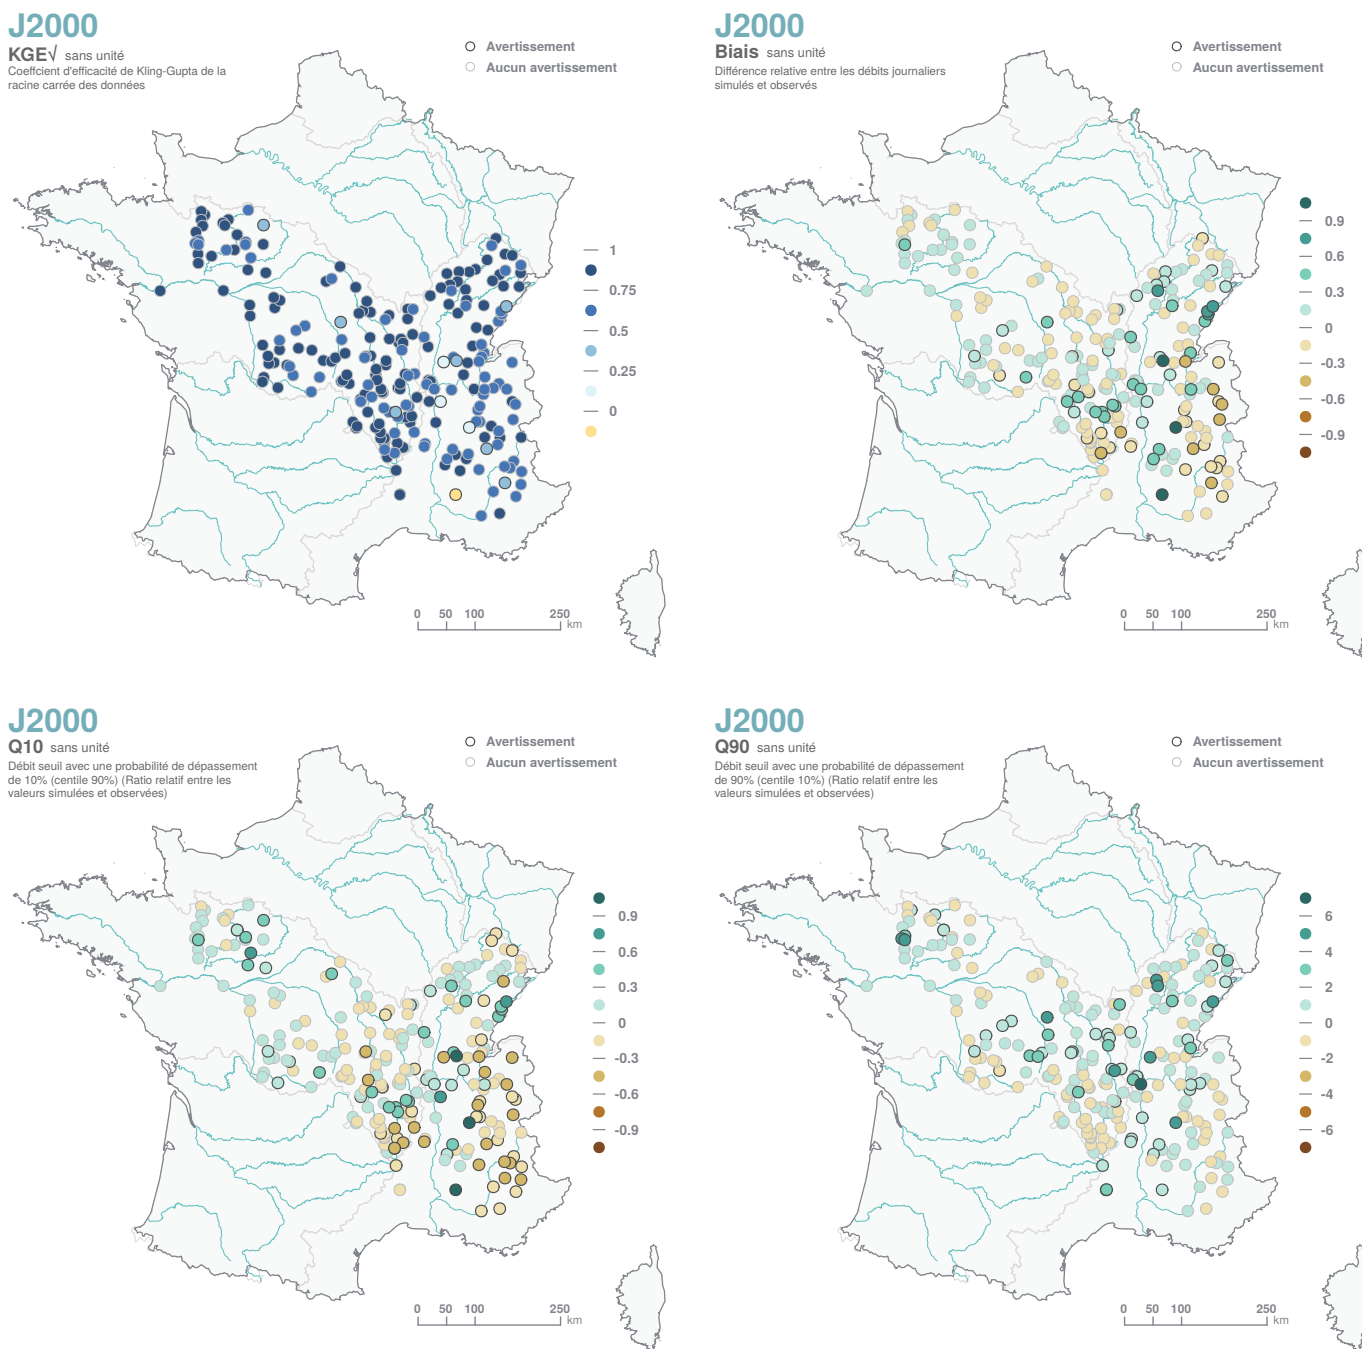 J2000
KGE√ sans unité
Coeffcient d'efficacité de Kling-Gupta de la
racine carrée des données
Avertissement
Aucun avertissement
1
0.75
0.5
0.25
0
0 50 100 250
km
J2000
Biais sans unité
Différence relative entre les débits journaliers
simulés et observés
Avertissement
Aucun avertissement
0.9
0.6
0.3
0
-0.3
-0.6
-0.9
0 50 100 250
km
J2000
Q10 sans unité
Débit seuil avec une probabilité de dépassement
de 10% (centile 90%) (Ratio relatif entre les
valeurs simulées et observées)
Avertissement
Aucun avertissement
0.9
0.6
0.3
0
-0.3
-0.6
-0.9
0 50 100 250
km
J2000
Q90 sans unité
Débit seuil avec une probabilité de dépassement
de 90% (centile 10%) (Ratio relatif entre les
valeurs simulées et observées)
Avertissement
Aucun avertissement
6
4
2
0
-2
-4
-6
0 50 100 250
km